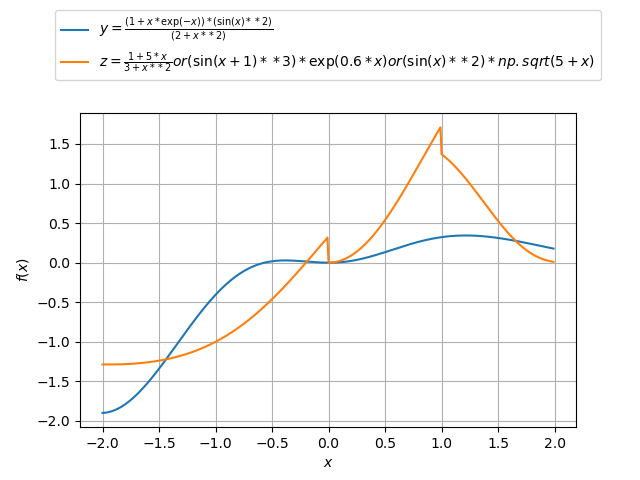 y = (1+x*exp(−x))*(sin(x)**2) / (2+x**2)
z = 1+5*x / 3+x**2 or(sin(x+1)**3)*exp(0.6*x)or(sin(x)**2)*np.sqrt(5+x)
1.5
1.0
0.5
0.0
−0.5
−1.0
−1.5
−2.0
f(x)
−2.0 −1.5 −1.0 −0.5 0.0 0.5 1.0 1.5 2.0
x